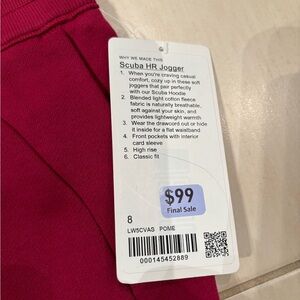 WHY WE MADE THIS
Scuba HR Jogger
1. When you're craving casual
comfort, cozy up in these soft
joggers that pair perfectly
with our Scuba Hoodie
2. Blended light cotton fleece
fabric is naturally breathable,
soft against your skin, and
provides lightweight warmth
3. Wear the drawcord out or hide
it inside for a flat waistband
4. Front pockets with interior
card sleeve
5. High rise
6. Classic fit
$99
Final Sale
8
LW5CVAS POME
000145452889